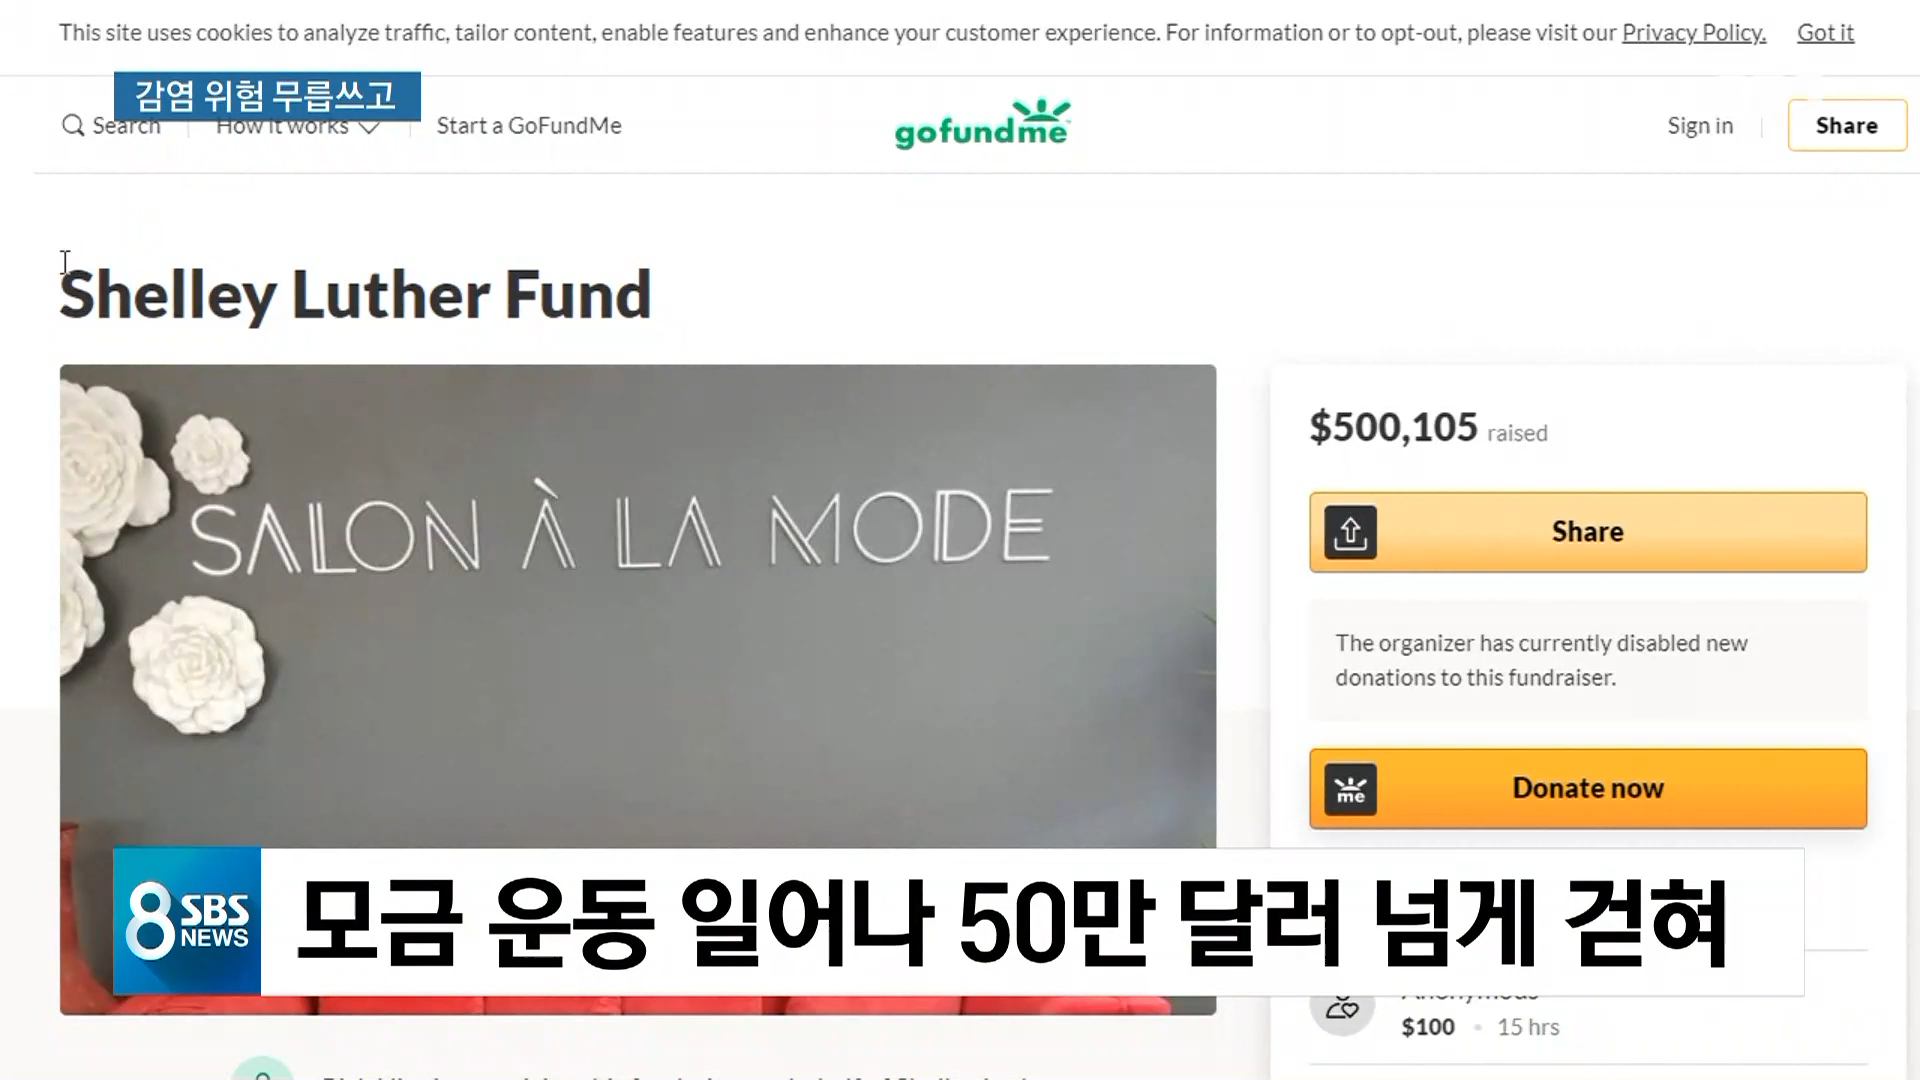 This site uses cookies to analyze traffic, tailor content, enable features and enhance your customer experience. For information or to opt-out, please visit our Privacy Policy. Got it
감염 위험 무릅쓰고
Search How it works Start a GoFundMe gofundme Sign in Share
Shelley Luther Fund
SALON À LA MODE
$500,105 raised
Share
The organizer has currently disabled new
donations to this fundraiser.
me Donate now
8 SBS NEWS
모금 운동 일어나 50만 달러 넘게 걷혀
Anonymous
$100 • 15 hrs